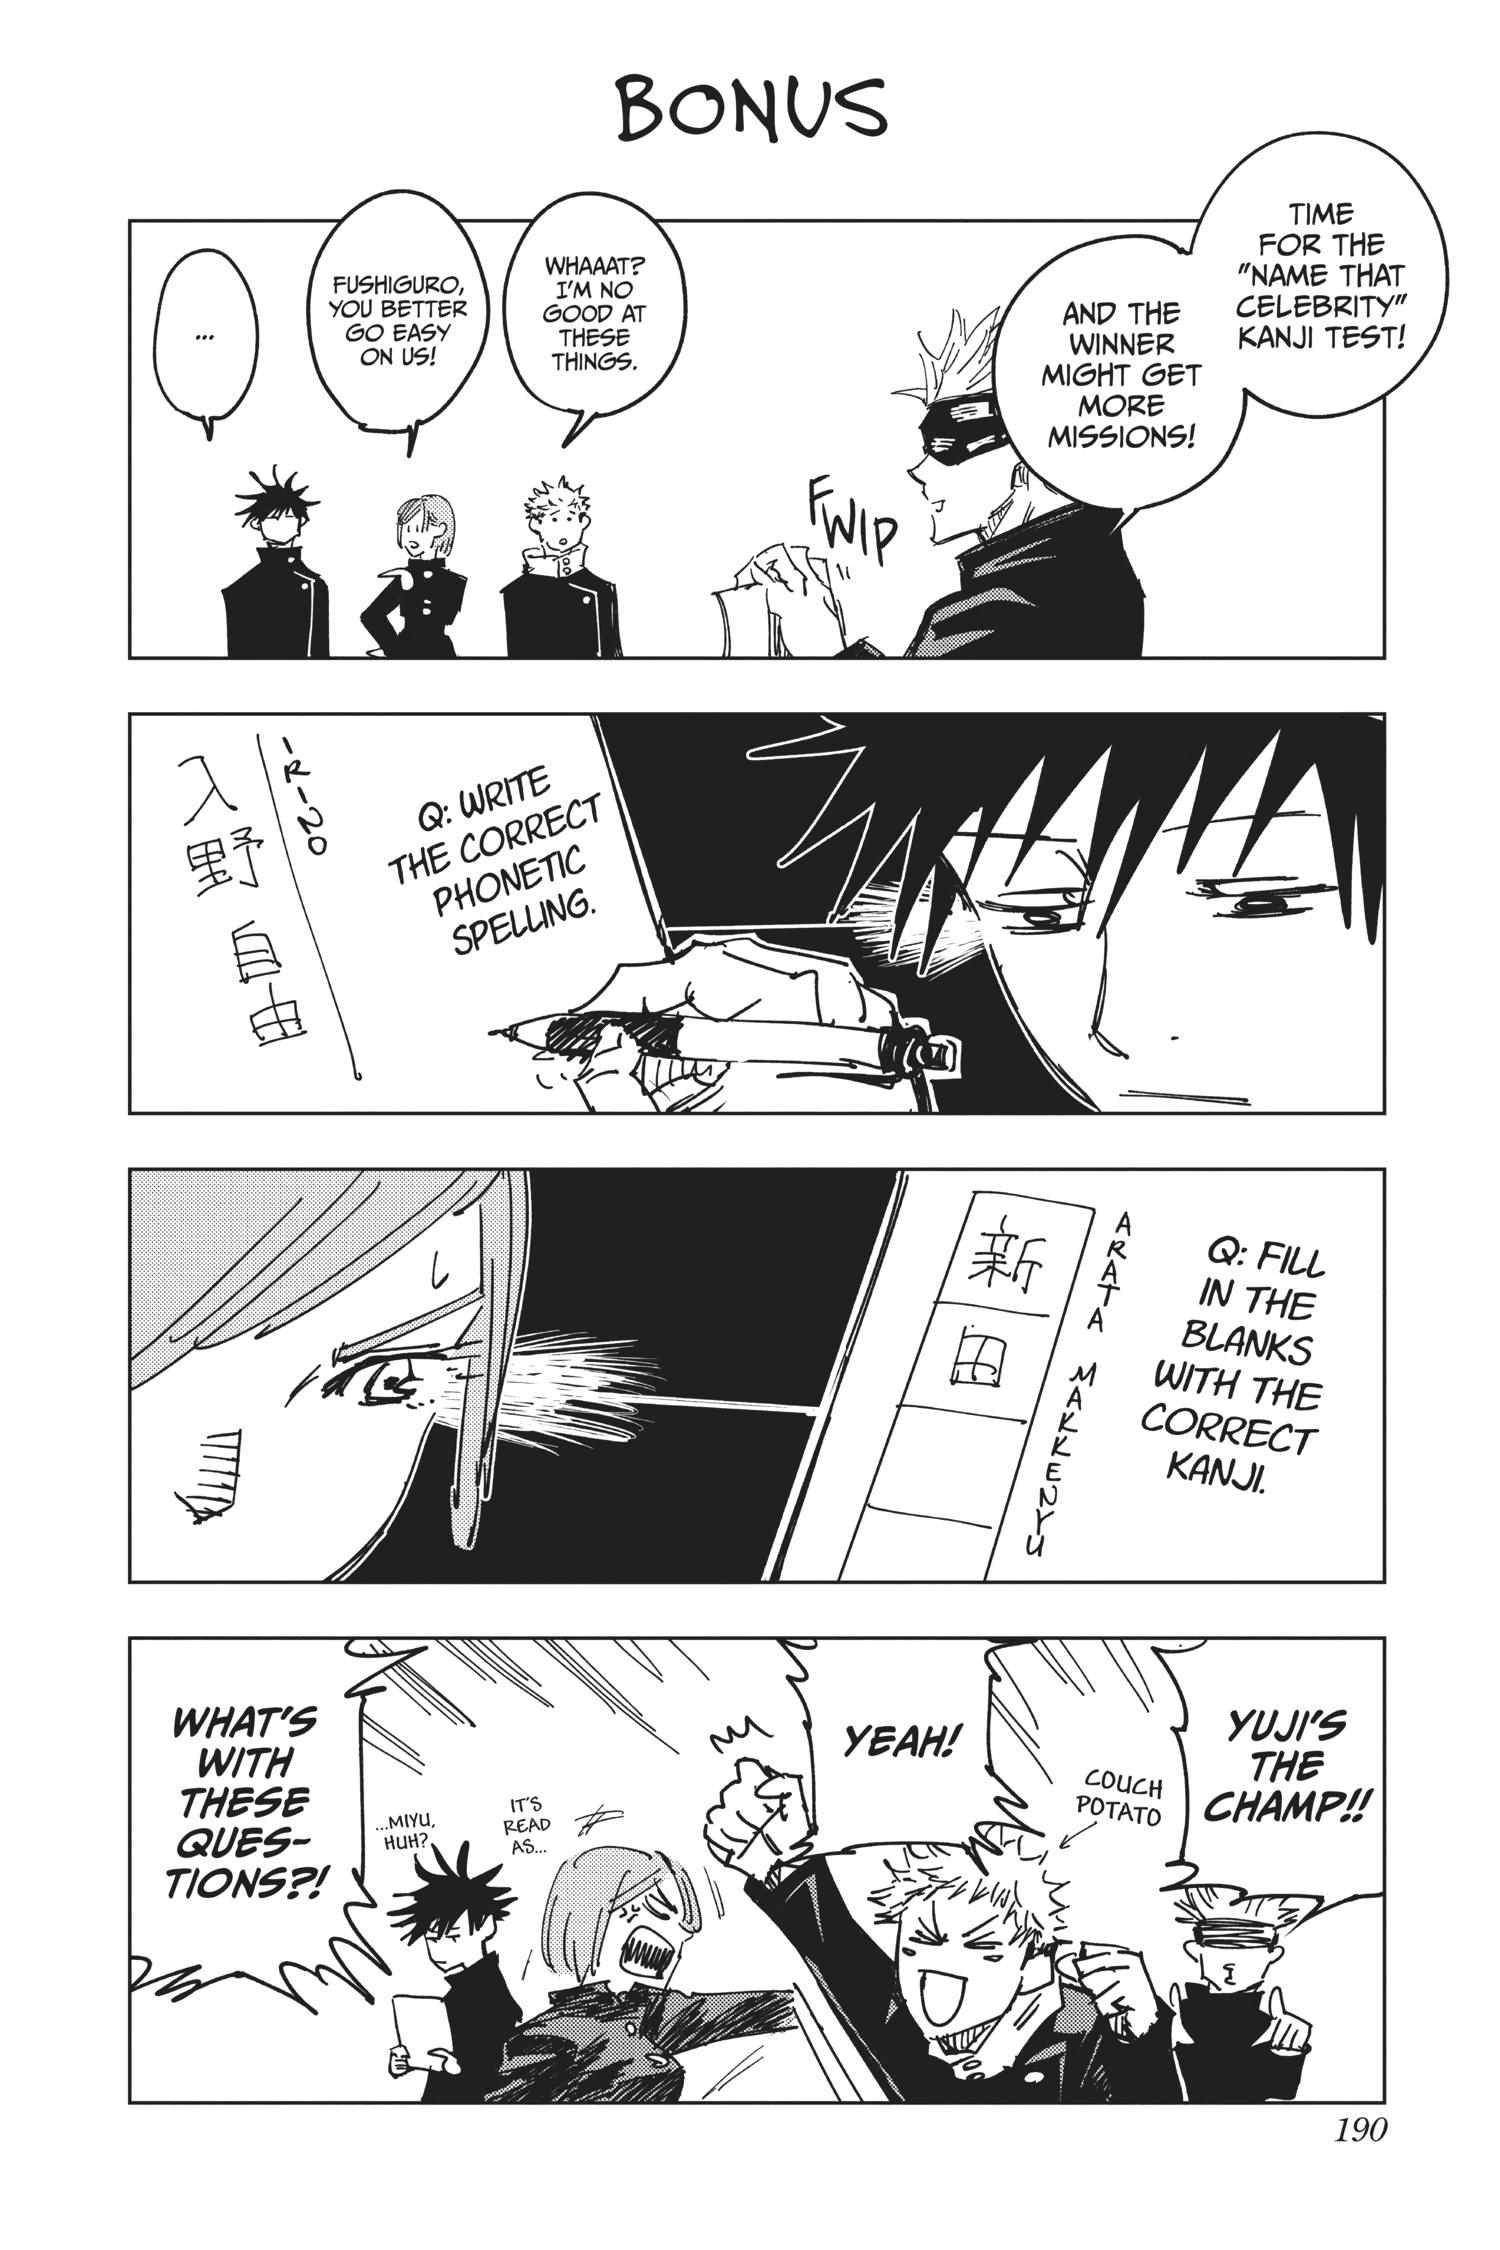 BONUS
TIME
FOR THE
"NAME THAT
CELEBRITY"
KANJI TEST!
AND THE
WINNER
MIGHT GET
MORE
MISSIONS!
WHAAAT?
I'M NO
GOOD AT
THESE
THINGS.
FUSHIGURO,
YOU BETTER
GO EASY
ON US!
...
FWIP
Q: WRITE
THE CORRECT
PHONETIC
SPELLING.
IRINO
入野自由
Q: FILL
IN THE
BLANKS
WITH THE
CORRECT
KANJI.
ARATA MAKKENYU
新田
YUJI'S
THE
CHAMP!!
COUCH
POTATO
YEAH!
IT'S
READ
AS...
...MIYU,
HUH?
WHAT'S
WITH
THESE
QUES-
TIONS?!
190